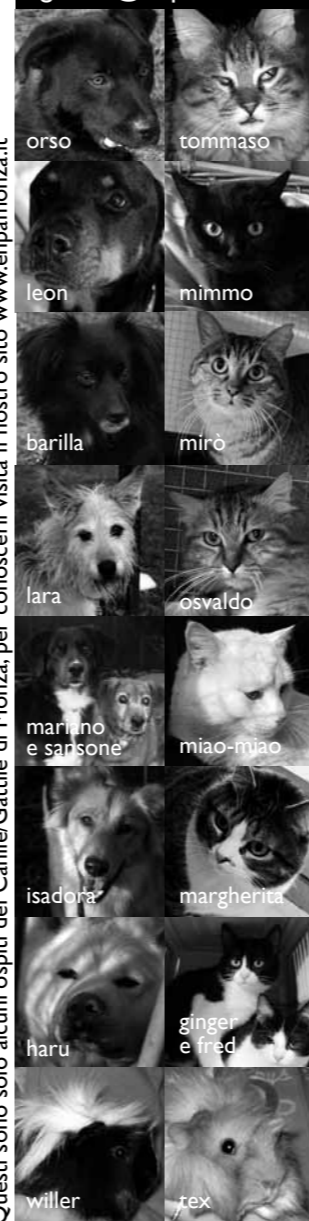 Questi sono solo alcuni ospiti del Canile/Gattile di Monza, per conoscerli visita il nostro sito www.enpamonza.it
orso
tommaso
leon
mimmo
barilla
mirò
lara
osvaldo
mariano
e sansone
miao-miao
isadora
margherita
haru
ginger
e fred
willer
tex